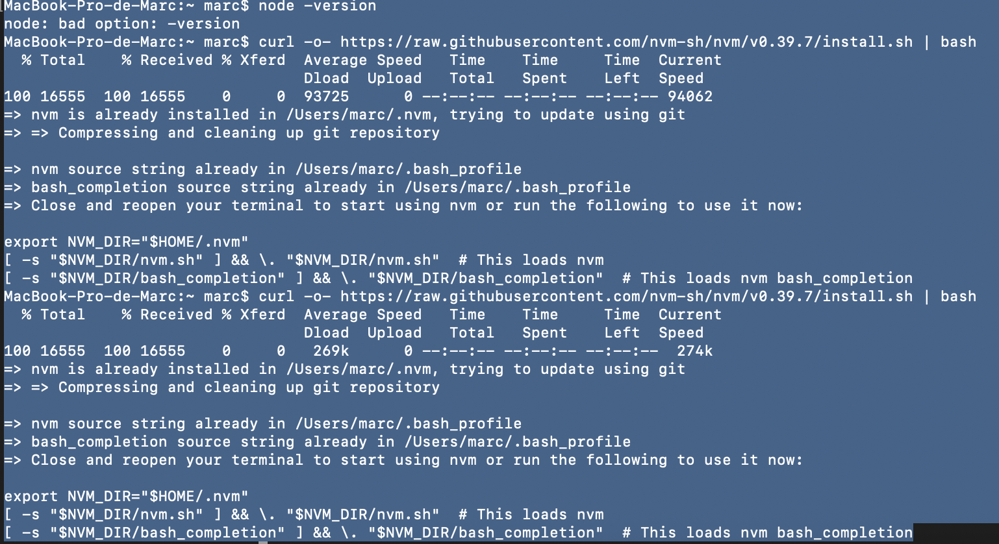 MacBook-Pro-de-Marc:~ marc$ node -version
node: bad option: -version
MacBook-Pro-de-Marc:~ marc$ curl -o- https://raw.githubusercontent.com/nvm-sh/nvm/v0.39.7/install.sh | bash
  % Total    % Received % Xferd  Average Speed   Time    Time     Time  Current
                                 Dload  Upload   Total   Spent    Left  Speed
100 16555  100 16555    0     0  93725      0 --:--:-- --:--:-- --:--:-- 94062
=> nvm is already installed in /Users/marc/.nvm, trying to update using git
=> => Compressing and cleaning up git repository

=> nvm source string already in /Users/marc/.bash_profile
=> bash_completion source string already in /Users/marc/.bash_profile
=> Close and reopen your terminal to start using nvm or run the following to use it now:

export NVM_DIR="$HOME/.nvm"
[ -s "$NVM_DIR/nvm.sh" ] && \. "$NVM_DIR/nvm.sh"  # This loads nvm
[ -s "$NVM_DIR/bash_completion" ] && \. "$NVM_DIR/bash_completion"  # This loads nvm bash_completion
MacBook-Pro-de-Marc:~ marc$ curl -o- https://raw.githubusercontent.com/nvm-sh/nvm/v0.39.7/install.sh | bash
  % Total    % Received % Xferd  Average Speed   Time    Time     Time  Current
                                 Dload  Upload   Total   Spent    Left  Speed
100 16555  100 16555    0     0   269k      0 --:--:-- --:--:-- --:--:--  274k
=> nvm is already installed in /Users/marc/.nvm, trying to update using git
=> => Compressing and cleaning up git repository

=> nvm source string already in /Users/marc/.bash_profile
=> bash_completion source string already in /Users/marc/.bash_profile
=> Close and reopen your terminal to start using nvm or run the following to use it now:

export NVM_DIR="$HOME/.nvm"
[ -s "$NVM_DIR/nvm.sh" ] && \. "$NVM_DIR/nvm.sh"  # This loads nvm
[ -s "$NVM_DIR/bash_completion" ] && \. "$NVM_DIR/bash_completion"  # This loads nvm bash_completion